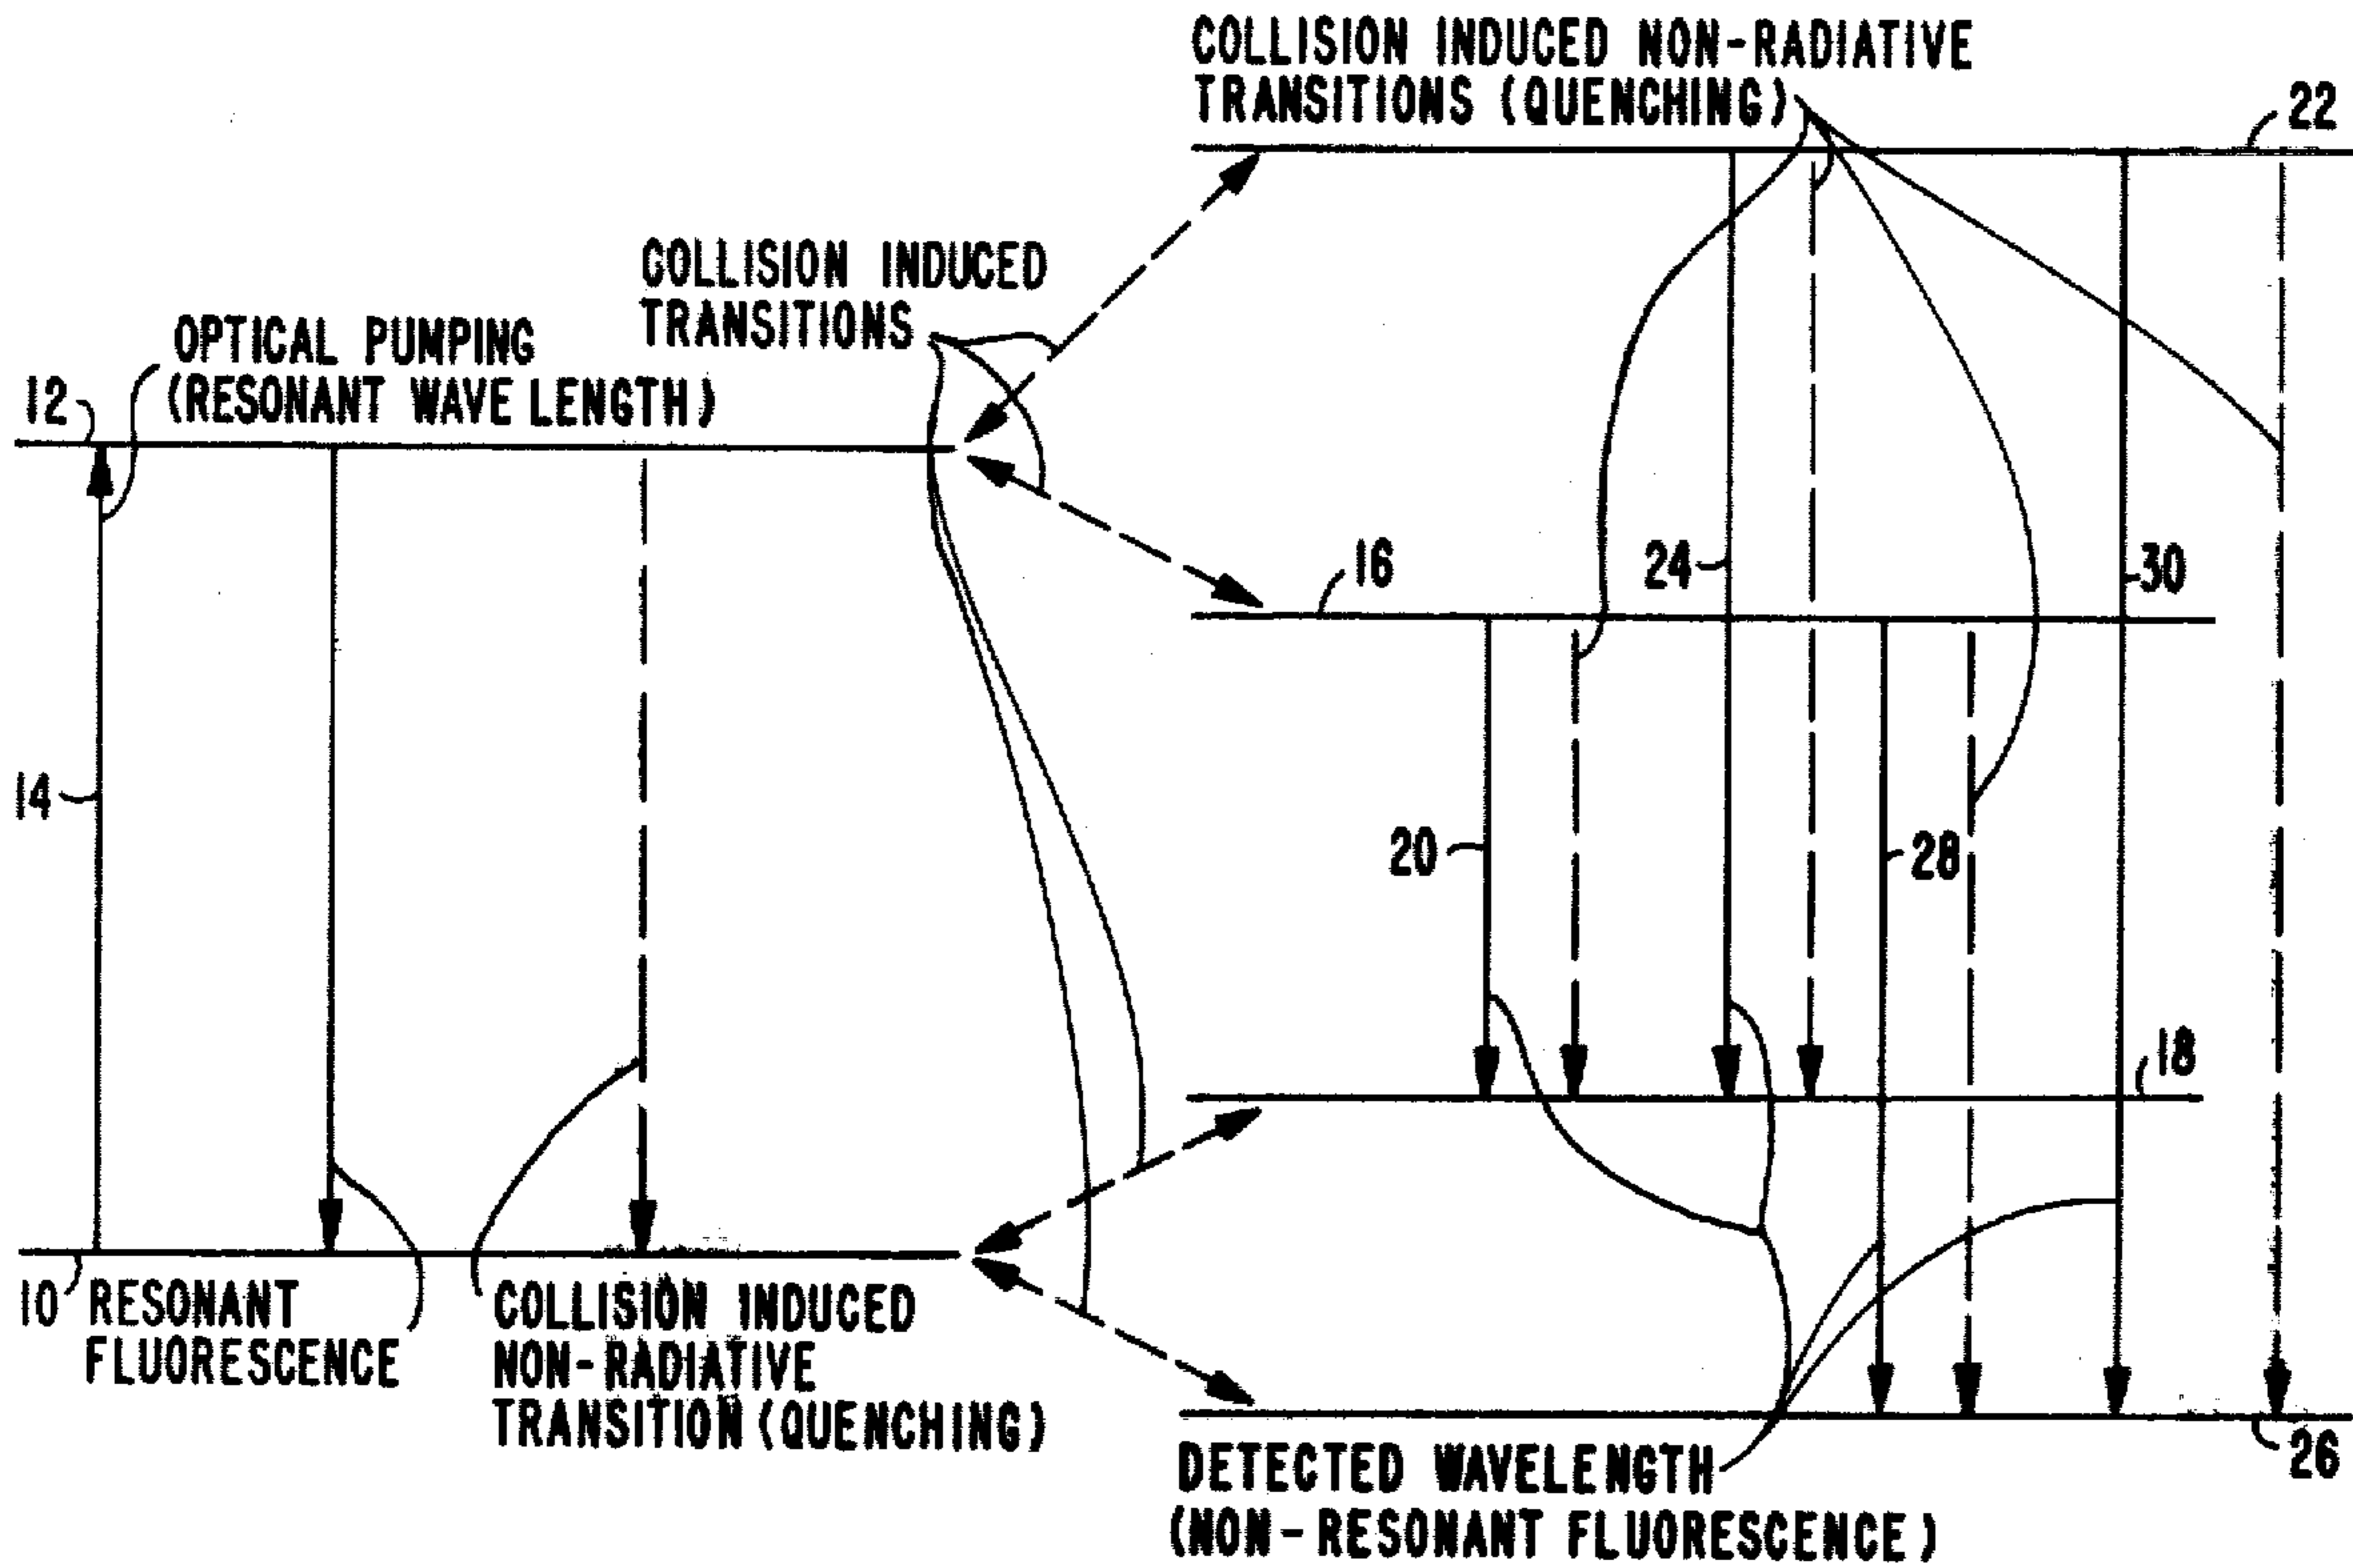 COLLISION INDUCED NON-RADIATIVE
TRANSITIONS (QUENCHING)
22
COLLISION INDUCED
TRANSITIONS
OPTICAL PUMPING
(RESONANT WAVE LENGTH)
12
16
24
30
14
20
28
18
10
RESONANT
FLUORESCENCE
COLLISION INDUCED
NON-RADIATIVE
TRANSITION (QUENCHING)
26
DETECTED WAVELENGTH
(NON-RESONANT FLUORESCENCE)